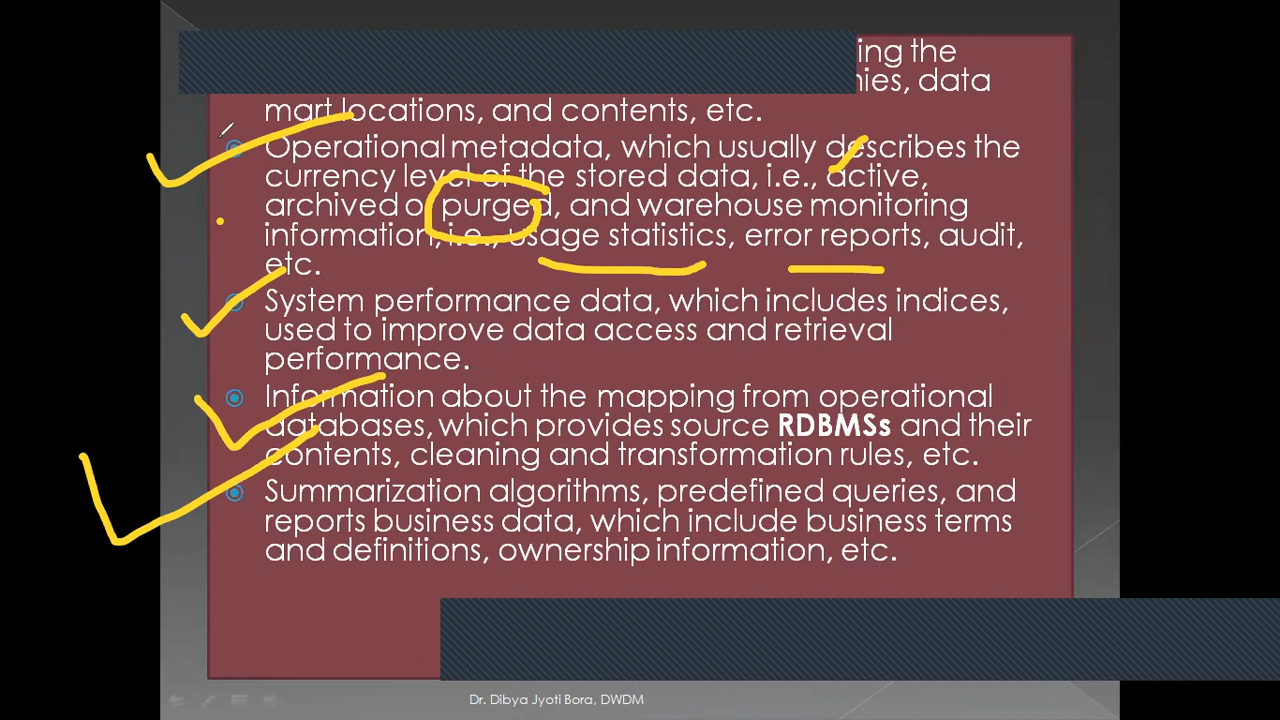 ing the
ies, data
mart locations, and contents, etc.
Operational metadata, which usually describes the
currency level of the stored data, i.e., active,
archived or purged, and warehouse monitoring
information, i.e., usage statistics, error reports, audit,
etc.
System performance data, which includes indices,
used to improve data access and retrieval
performance.
Information about the mapping from operational
databases, which provides source RDBMSs and their
contents, cleaning and transformation rules, etc.
Summarization algorithms, predefined queries, and
reports business data, which include business terms
and definitions, ownership information, etc.
Dr. Dibya Jyoti Bora, DWDM